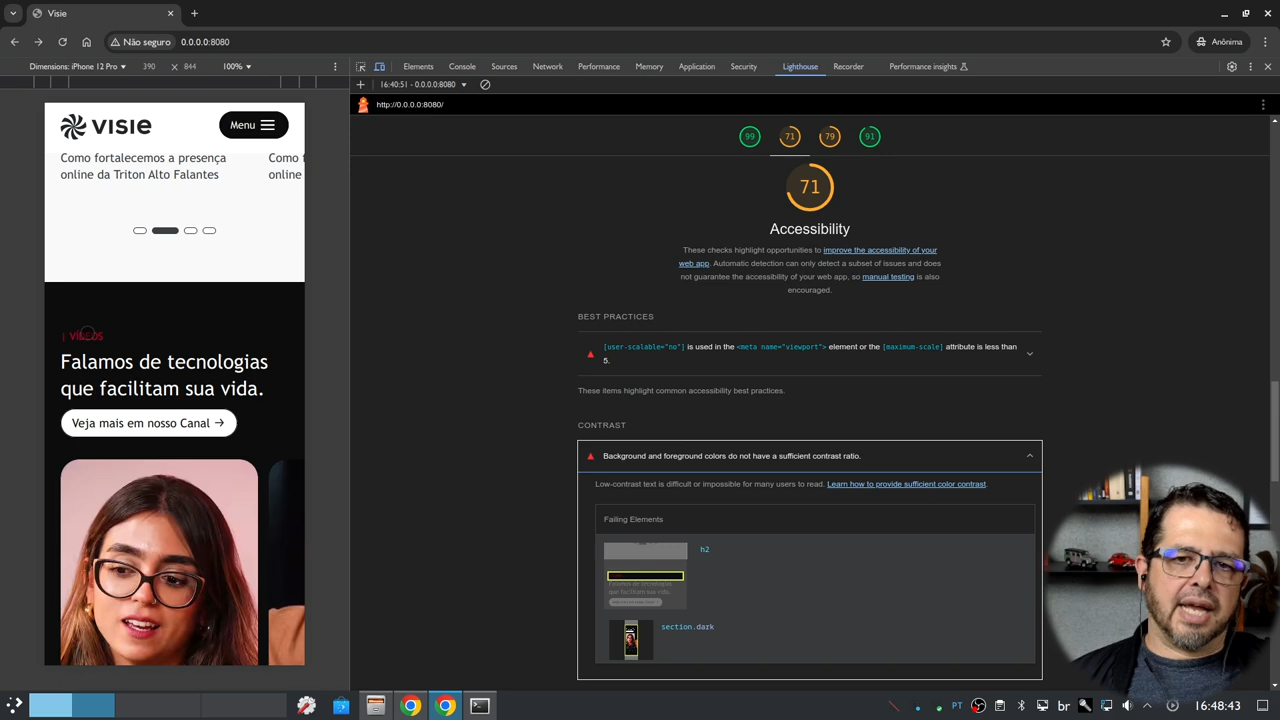 Visie
Não seguro
0.0.0.0:8080
Anônima
Dimensions: iPhone 12 Pro
390
×
844
100%
Elements
Console
Sources
Network
Performance
Memory
Application
Security
Lighthouse
Recorder
Performance insights
16:40:51 - 0.0.0.0:8080
http://0.0.0.0:8080/
99
71
79
91
VISIE
Menu
Como fortalecemos a presença
online da Triton Alto Falantes
Como f
online
| VÍDEOS
Falamos de tecnologias
que facilitam sua vida.
Veja mais em nosso Canal →
71
Accessibility
These checks highlight opportunities to improve the accessibility of your
web app. Automatic detection can only detect a subset of issues and does
not guarantee the accessibility of your web app, so manual testing is also
encouraged.
BEST PRACTICES
[user-scalable="no"] is used in the <meta name="viewport"> element or the [maximum-scale] attribute is less than
5.
These items highlight common accessibility best practices.
CONTRAST
Background and foreground colors do not have a sufficient contrast ratio.
Low-contrast text is difficult or impossible for many users to read. Learn how to provide sufficient color contrast.
Failing Elements
h2
Falamos de tecnologias
que facilitam sua vida.
section.dark
PT
br
16:48:43